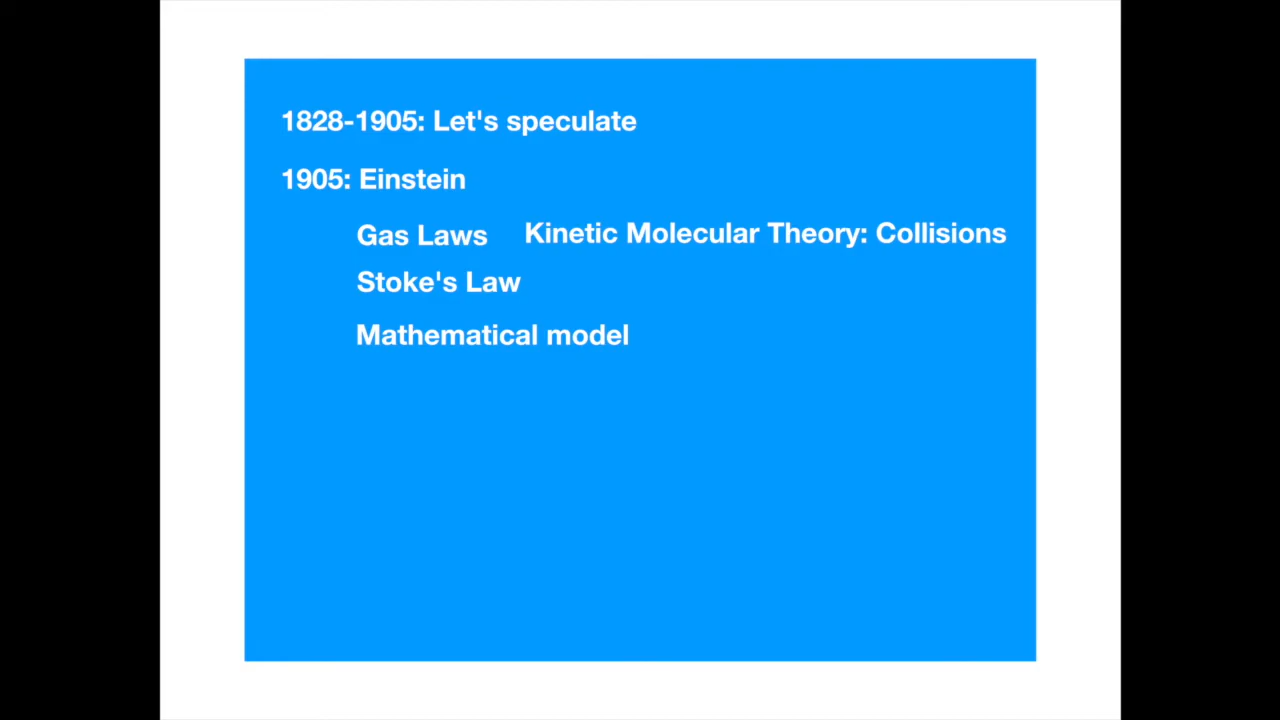 1828-1905: Let's speculate
1905: Einstein
Gas Laws Kinetic Molecular Theory: Collisions
Stoke's Law
Mathematical model